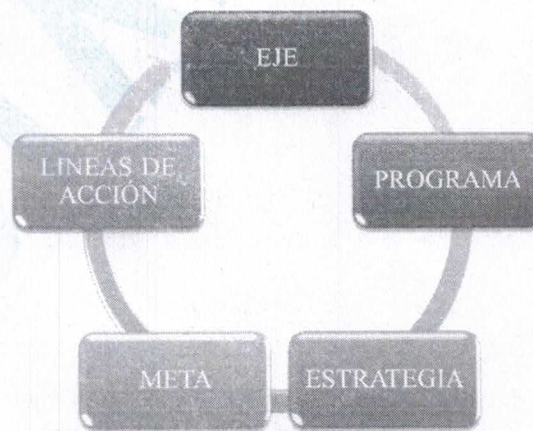 EJE
PROGRAMA
ESTRATEGIA
META
LINEAS DE
ACCIÓN